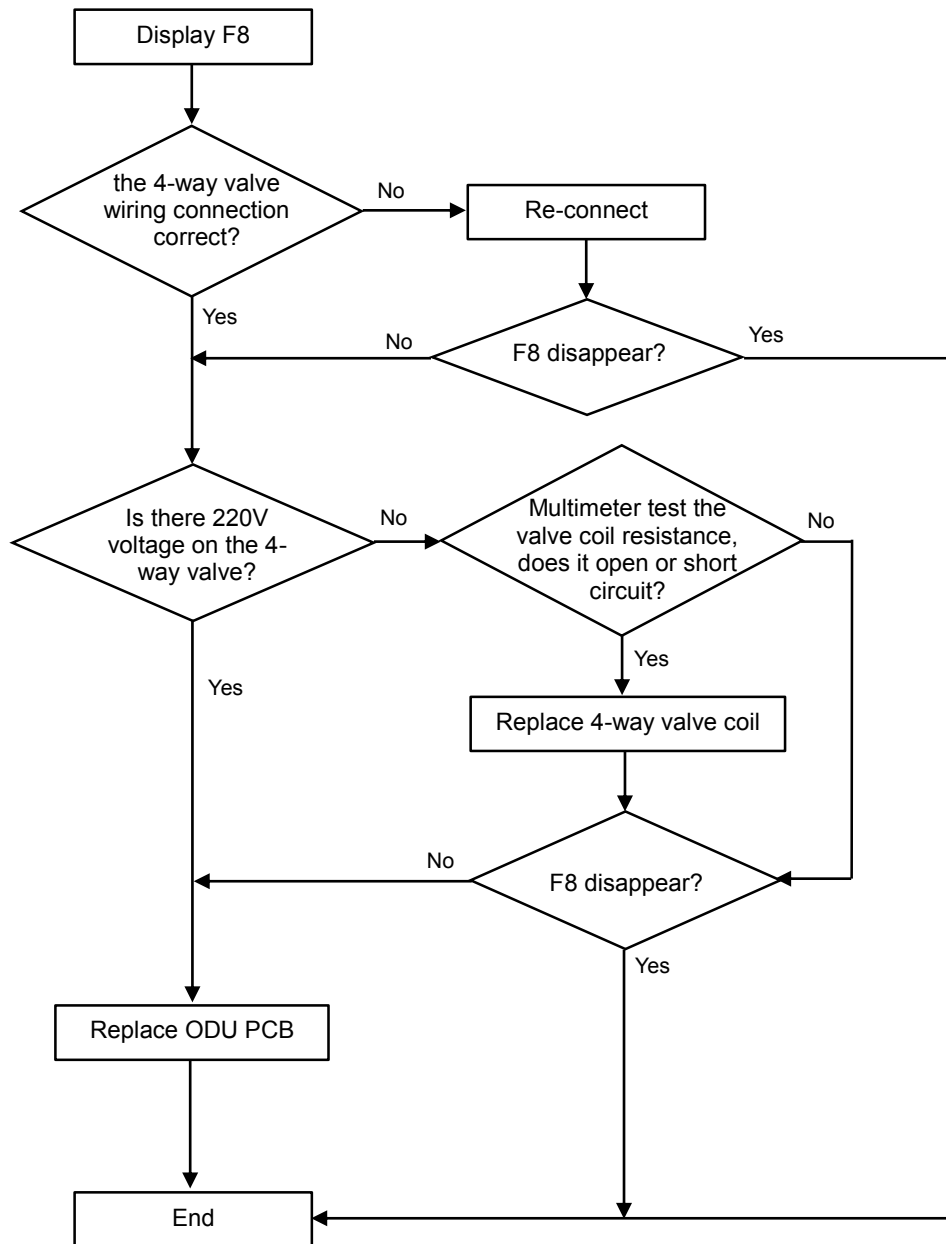 Display F8
the 4-way valve
wiring connection
correct?
No
Re-connect
Yes
No
F8 disappear?
Yes
Is there 220V
voltage on the 4-
way valve?
No
Multimeter test the
valve coil resistance,
does it open or short
circuit?
No
Yes
Yes
Replace 4-way valve coil
No
F8 disappear?
Yes
Replace ODU PCB
End